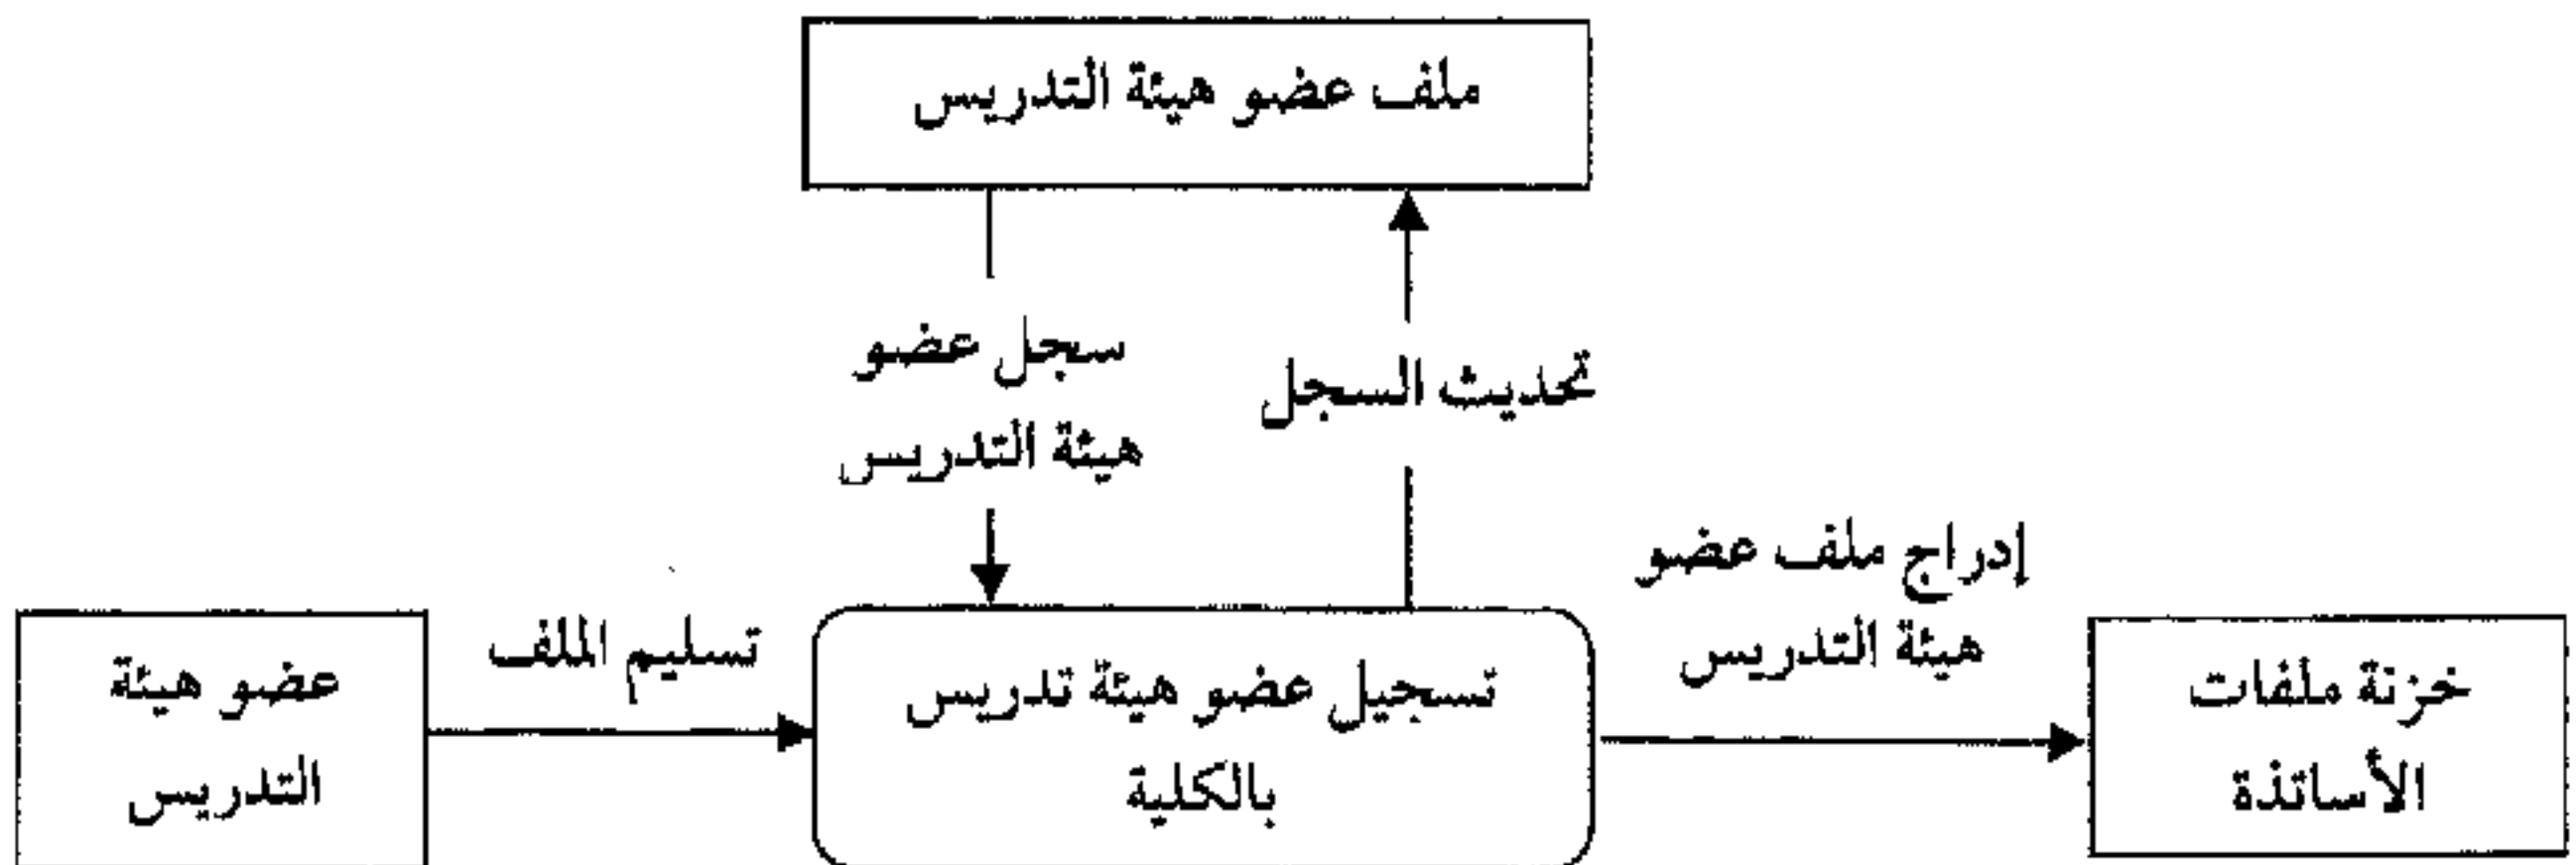 ملف عضو هيئة التدريس
سجل عضو
هيئة التدريس
تحديث السجل
إدراج ملف عضو
هيئة التدريس
تسليم الملف
عضو هيئة
التدريس
تسجيل عضو هيئة تدريس
بالكلية
خزنة ملفات
الأساتذة